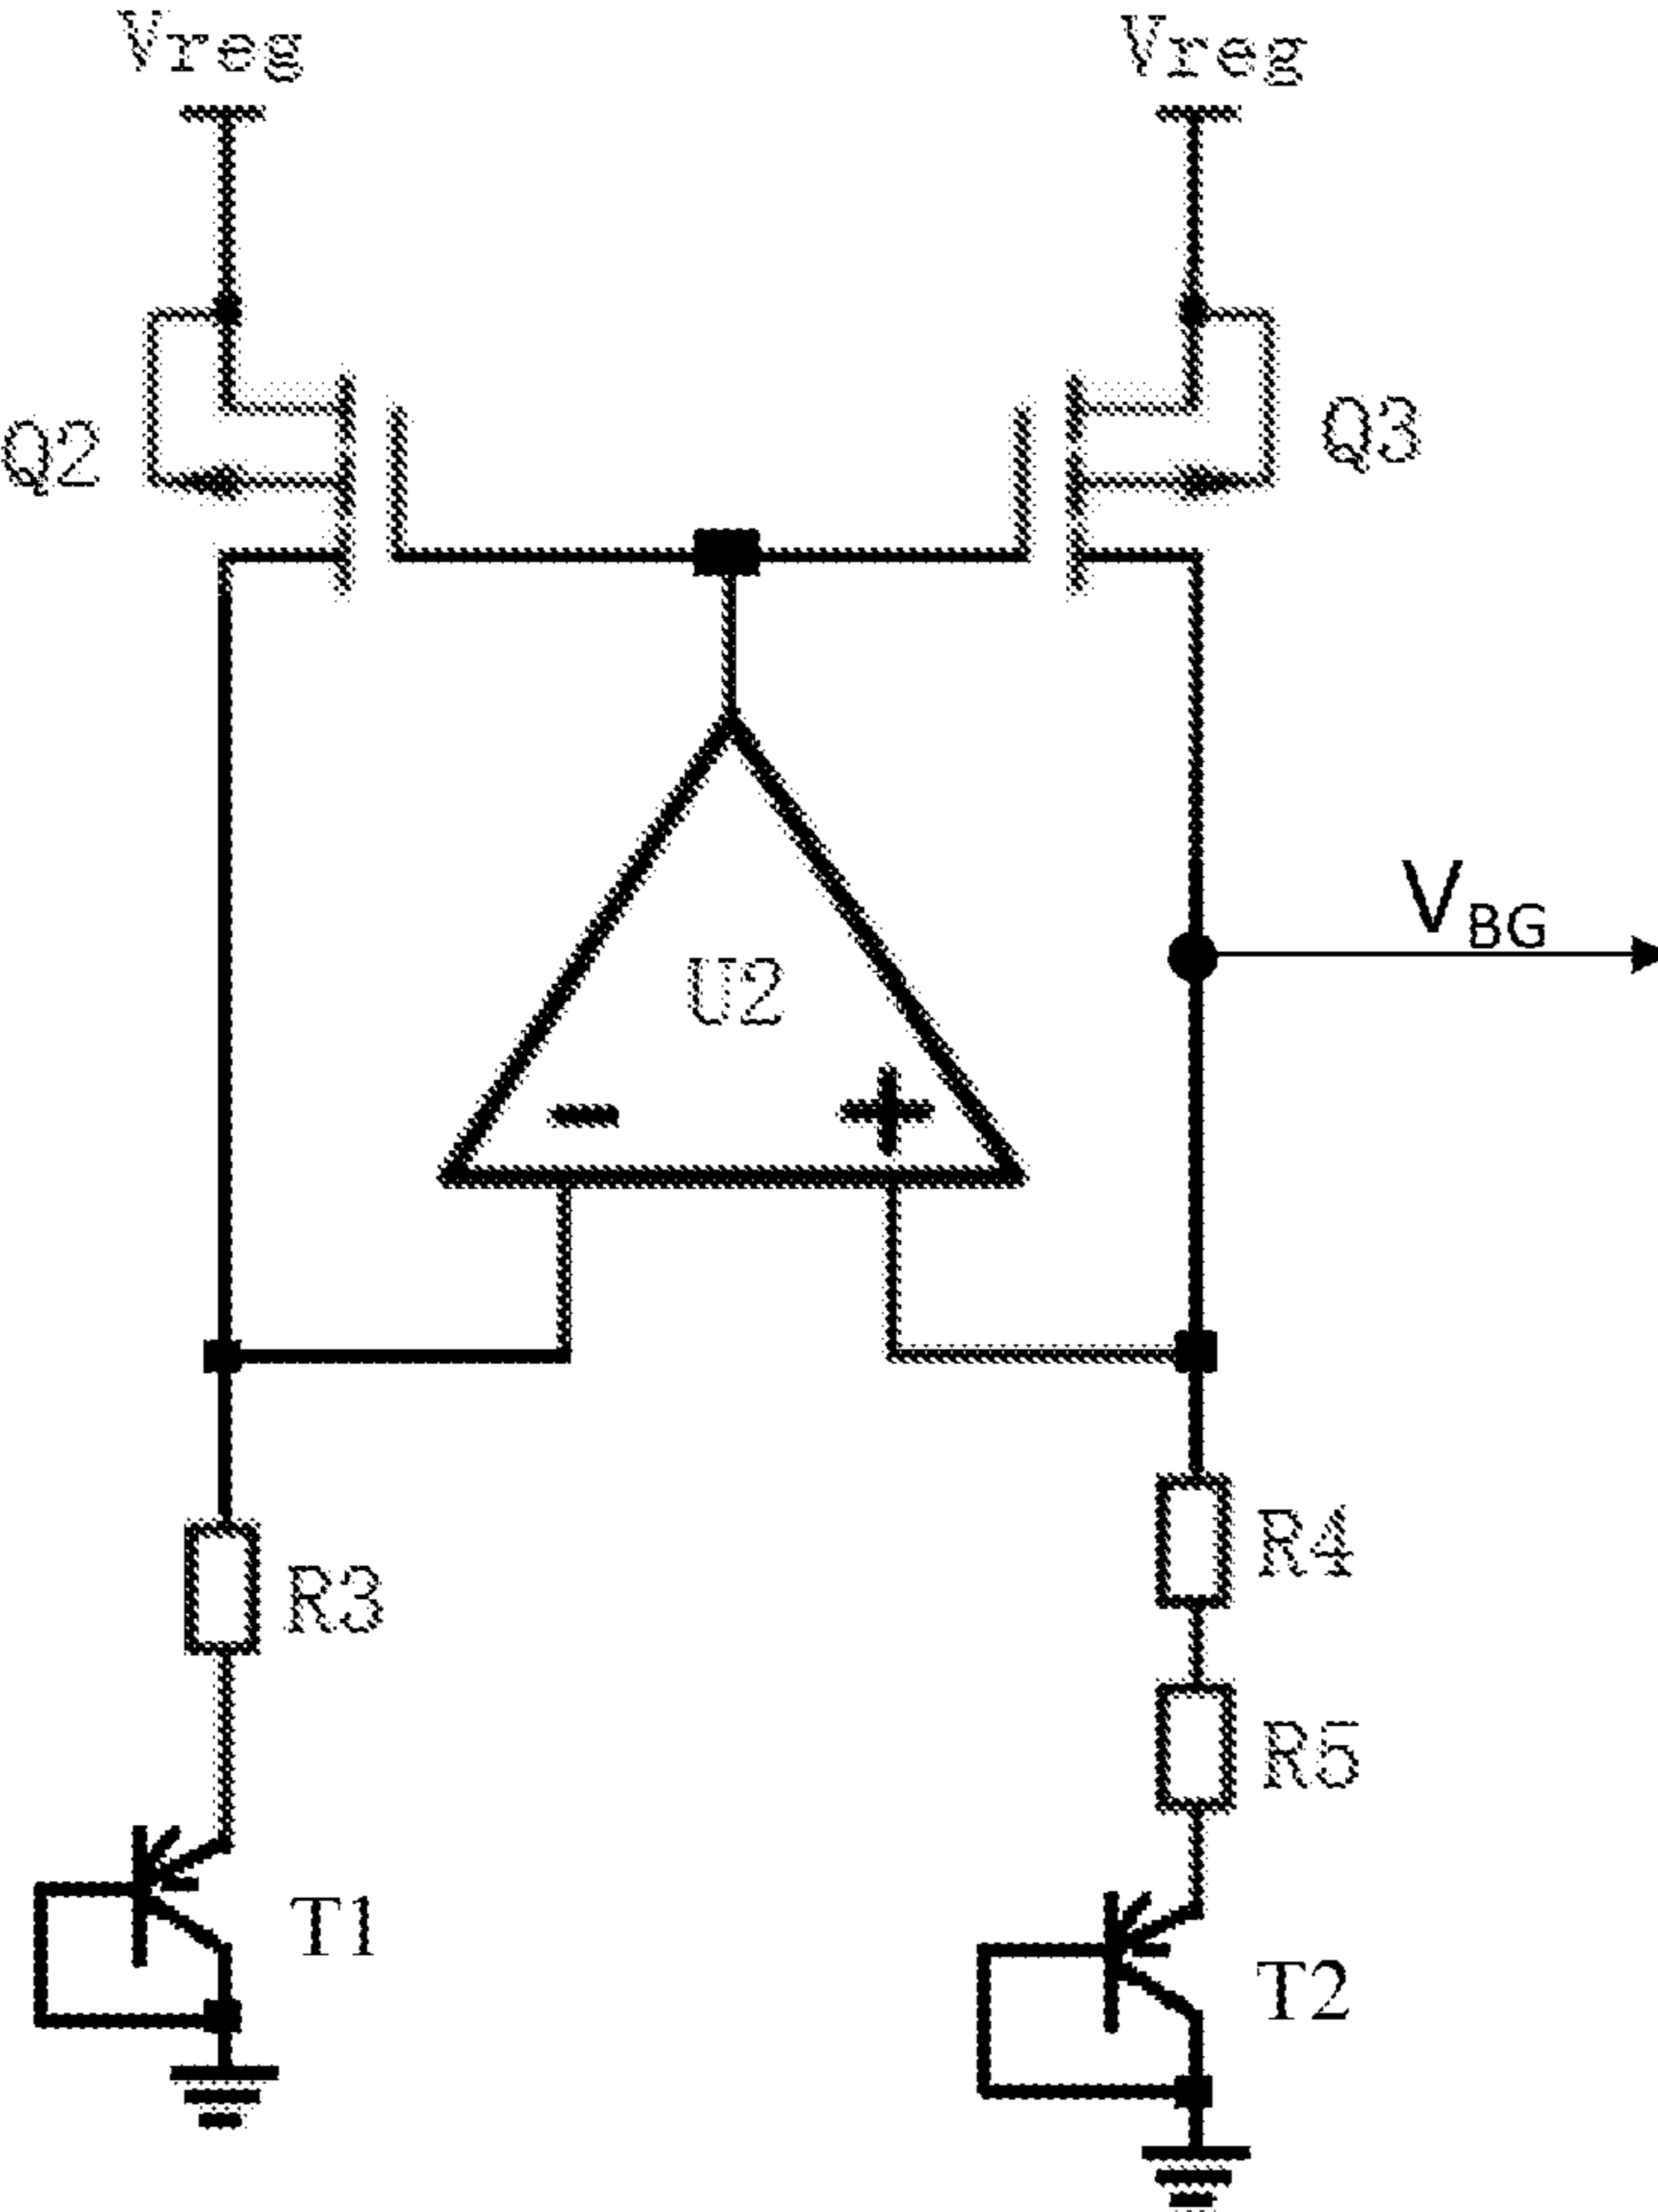 Vreg Vreg
Q2 Q3
VBG
U2
- +
R4
R3
R5
T1
T2